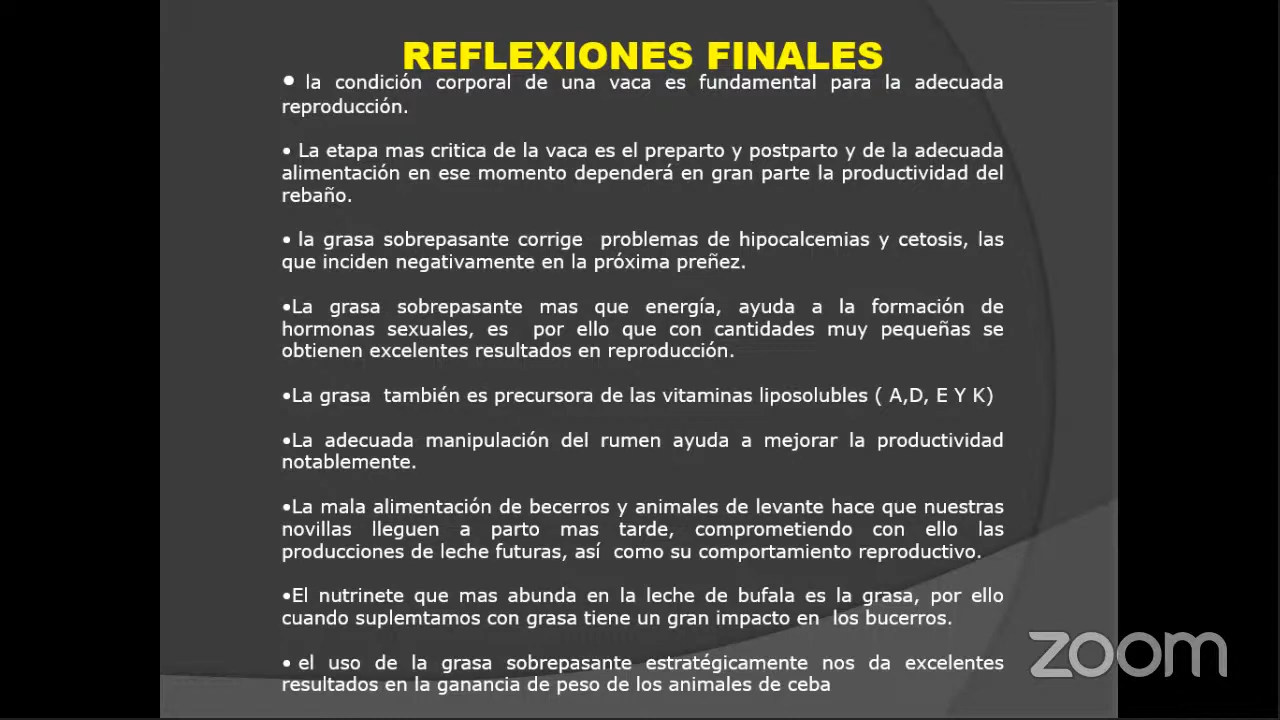 REFLEXIONES FINALES
• la condición corporal de una vaca es fundamental para la adecuada
reproducción.
• La etapa mas critica de la vaca es el preparto y postparto y de la adecuada
alimentación en ese momento dependerá en gran parte la productividad del
rebaño.
• la grasa sobrepasante corrige problemas de hipocalcemias y cetosis, las
que inciden negativamente en la próxima preñez.
•La grasa sobrepasante mas que energía, ayuda a la formación de
hormonas sexuales, es por ello que con cantidades muy pequeñas se
obtienen excelentes resultados en reproducción.
•La grasa también es precursora de las vitaminas liposolubles ( A,D, E Y K)
•La adecuada manipulación del rumen ayuda a mejorar la productividad
notablemente.
•La mala alimentación de becerros y animales de levante hace que nuestras
novillas lleguen a parto mas tarde, comprometiendo con ello las
producciones de leche futuras, así como su comportamiento reproductivo.
•El nutrinete que mas abunda en la leche de bufala es la grasa, por ello
cuando suplemtamos con grasa tiene un gran impacto en los bucerros.
• el uso de la grasa sobrepasante estratégicamente nos da excelentes
resultados en la ganancia de peso de los animales de ceba
zoom